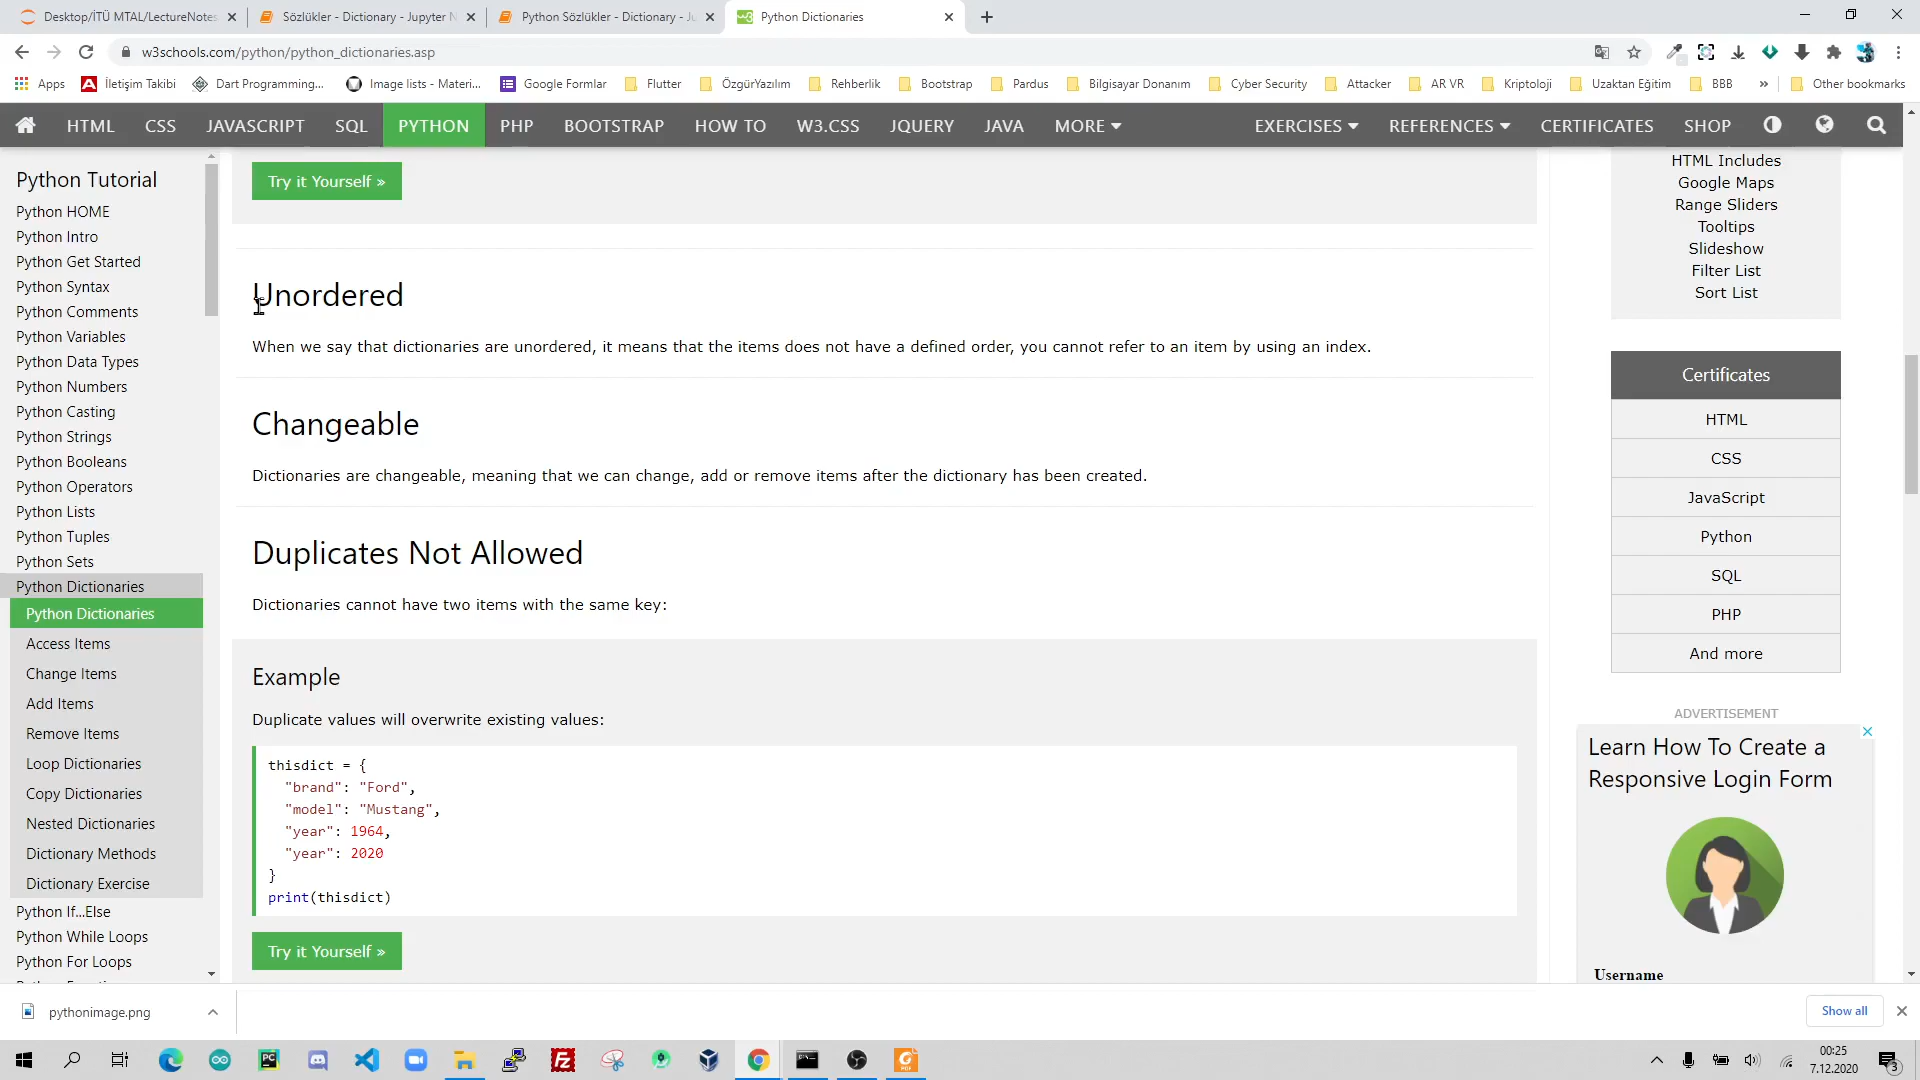 Desktop/İTÜ MTAL/LectureNotes
Sözlükler - Dictionary - Jupyter N
Python Sözlükler - Dictionary - Ju
Python Dictionaries
w3schools.com/python/python_dictionaries.asp
Apps
İletişim Takibi
Dart Programming...
Image lists - Materi...
Google Formlar
Flutter
ÖzgürYazılım
Rehberlik
Bootstrap
Pardus
Bilgisayar Donanım
Cyber Security
Attacker
AR VR
Kriptoloji
Uzaktan Eğitim
BBB
»
Other bookmarks
HTML
CSS
JAVASCRIPT
SQL
PYTHON
PHP
BOOTSTRAP
HOW TO
W3.CSS
JQUERY
JAVA
MORE
EXERCISES
REFERENCES
CERTIFICATES
SHOP
Python Tutorial
Python HOME
Python Intro
Python Get Started
Python Syntax
Python Comments
Python Variables
Python Data Types
Python Numbers
Python Casting
Python Strings
Python Booleans
Python Operators
Python Lists
Python Tuples
Python Sets
Python Dictionaries
Python Dictionaries
Access Items
Change Items
Add Items
Remove Items
Loop Dictionaries
Copy Dictionaries
Nested Dictionaries
Dictionary Methods
Dictionary Exercise
Python If...Else
Python While Loops
Python For Loops
Try it Yourself »
Unordered
When we say that dictionaries are unordered, it means that the items does not have a defined order, you cannot refer to an item by using an index.
Changeable
Dictionaries are changeable, meaning that we can change, add or remove items after the dictionary has been created.
Duplicates Not Allowed
Dictionaries cannot have two items with the same key:
Example
Duplicate values will overwrite existing values:
thisdict = {
"brand": "Ford",
"model": "Mustang",
"year": 1964,
"year": 2020
}
print(thisdict)
Try it Yourself »
HTML Includes
Google Maps
Range Sliders
Tooltips
Slideshow
Filter List
Sort List
Certificates
HTML
CSS
JavaScript
Python
SQL
PHP
And more
ADVERTISEMENT
Learn How To Create a
Responsive Login Form
Username
pythonimage.png
Show all
00:25
7.12.2020
3